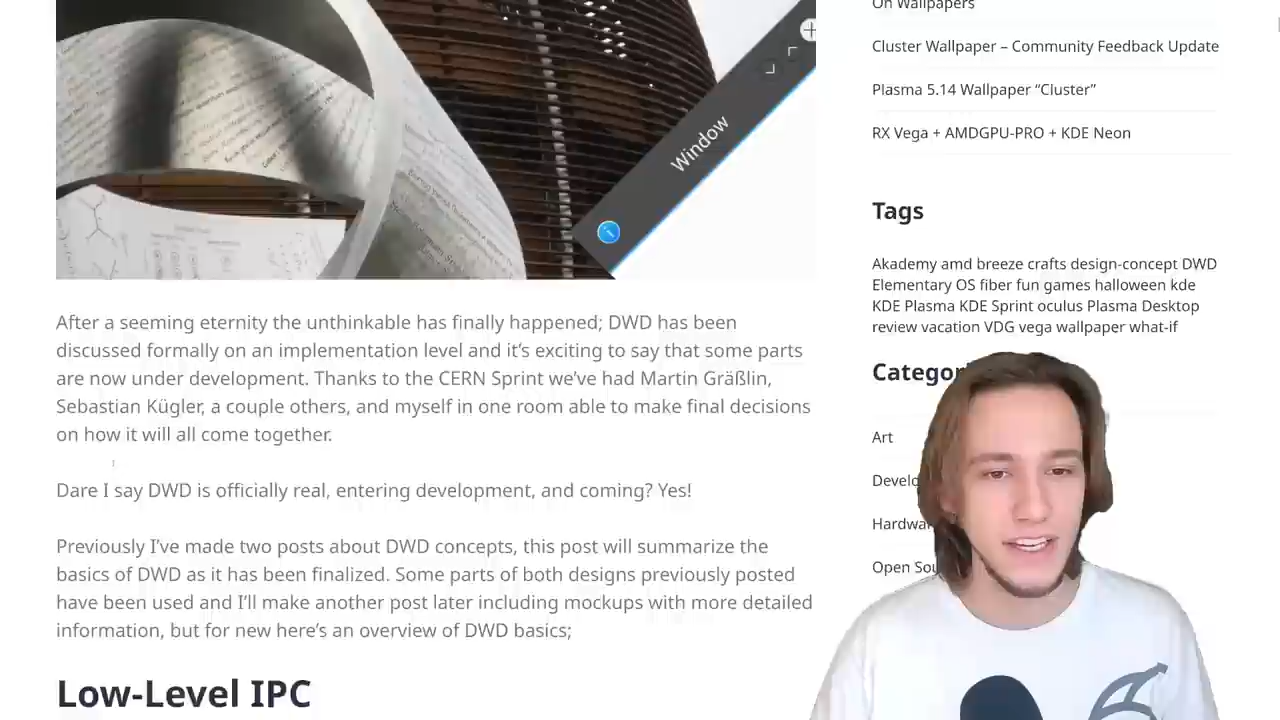 Window
After a seeming eternity the unthinkable has finally happened; DWD has been
discussed formally on an implementation level and it's exciting to say that some parts
are now under development. Thanks to the CERN Sprint we've had Martin Gräßlin,
Sebastian Kügler, a couple others, and myself in one room able to make final decisions
on how it will all come together.
Dare I say DWD is officially real, entering development, and coming? Yes!
Previously I've made two posts about DWD concepts, this post will summarize the
basics of DWD as it has been finalized. Some parts of both designs previously posted
have been used and I'll make another post later including mockups with more detailed
information, but for new here's an overview of DWD basics;
Low-Level IPC
On Wallpapers
Cluster Wallpaper – Community Feedback Update
Plasma 5.14 Wallpaper “Cluster”
RX Vega + AMDGPU-PRO + KDE Neon
Tags
Akademy amd breeze crafts design-concept DWD
Elementary OS fiber fun games halloween kde
KDE Plasma KDE Sprint oculus Plasma Desktop
review vacation VDG vega wallpaper what-if
Categor
Art
Develo
Hardwar
Open Sou